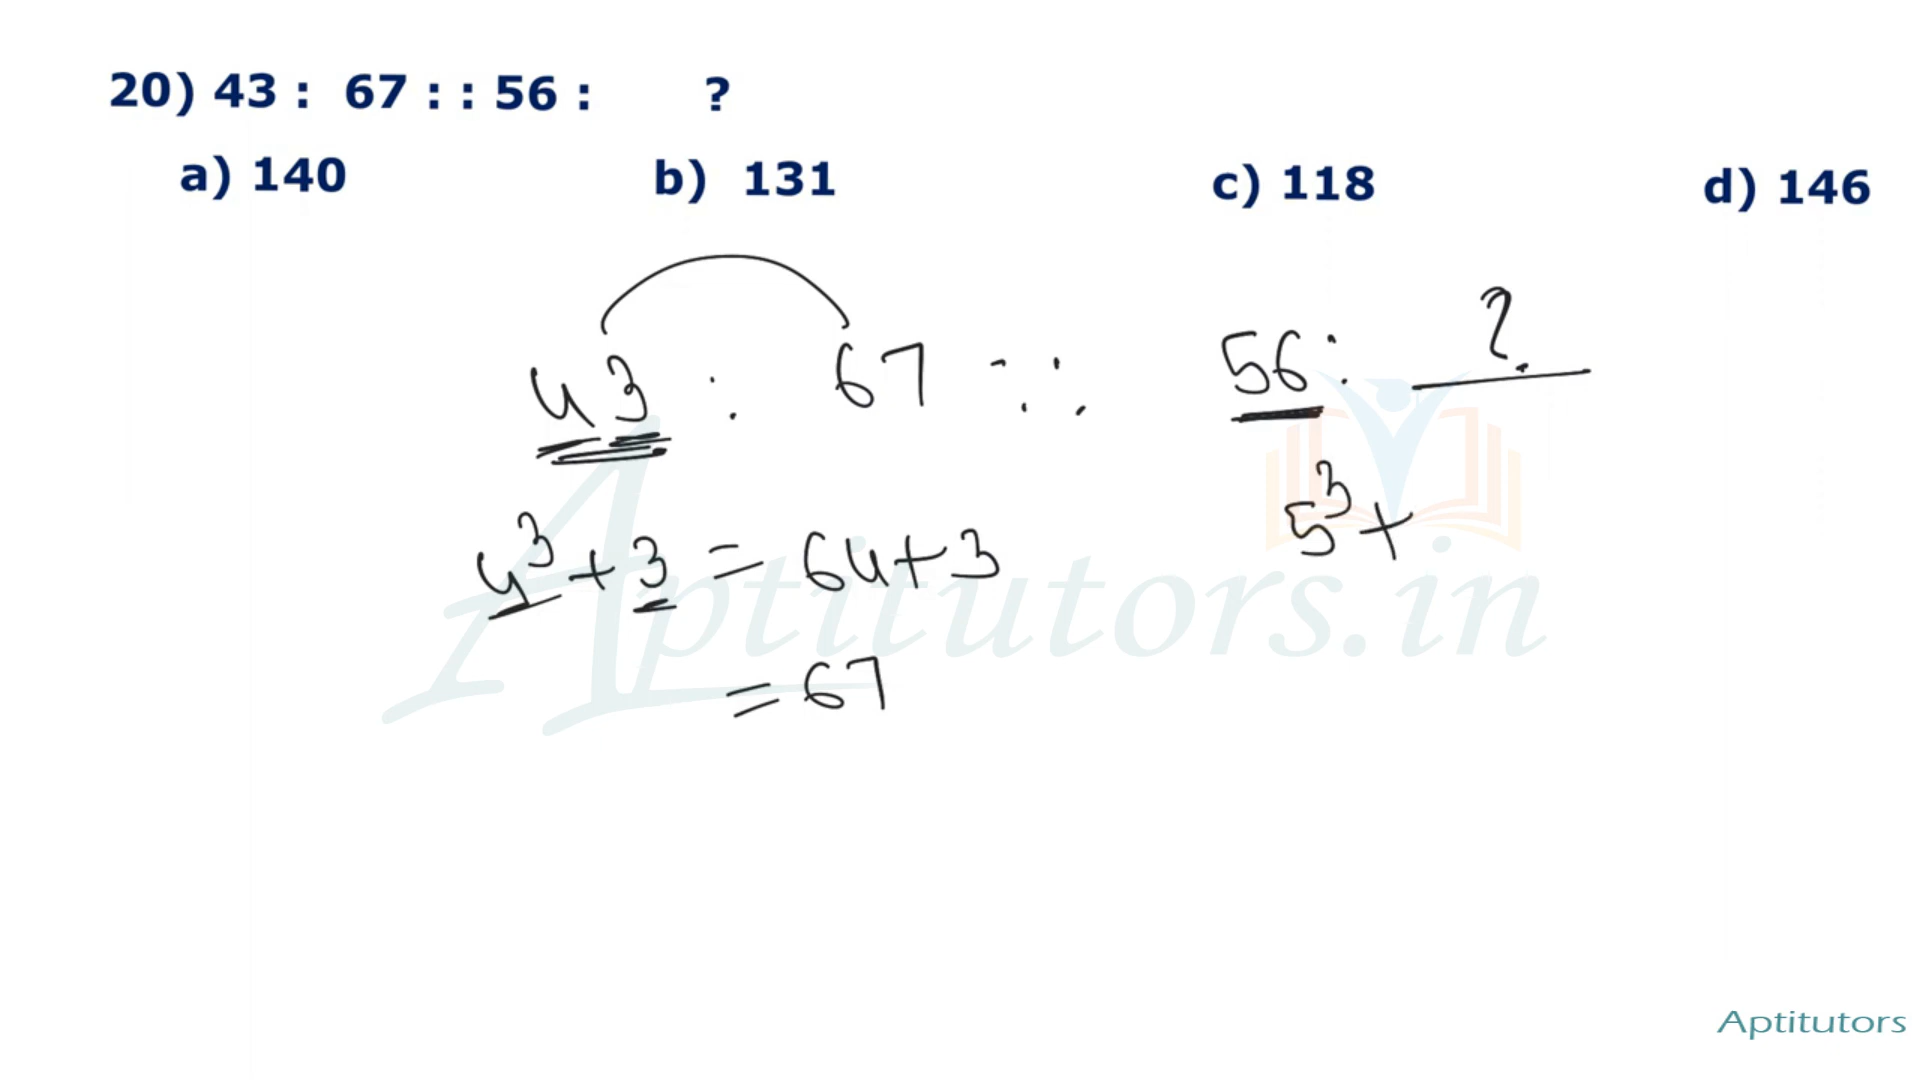 20) 43 : 67 : : 56 : ?
a) 140 b) 131 c) 118 d) 146
43 : 67 :: 56 : ?
4³+3 = 64+3 5³+
= 67
Aptitutors.in
Aptitutors